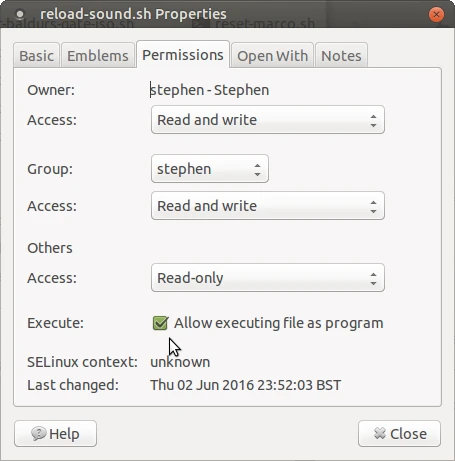 reload-sound.sh Properties
Basic Emblems Permissions Open With Notes
Owner: stephen - Stephen
Access: Read and write
Group: stephen
Access: Read and write
Others
Access: Read-only
Execute: Allow executing file as program
SELinux context: unknown
Last changed: Thu 02 Jun 2016 23:52:03 BST
Help Close